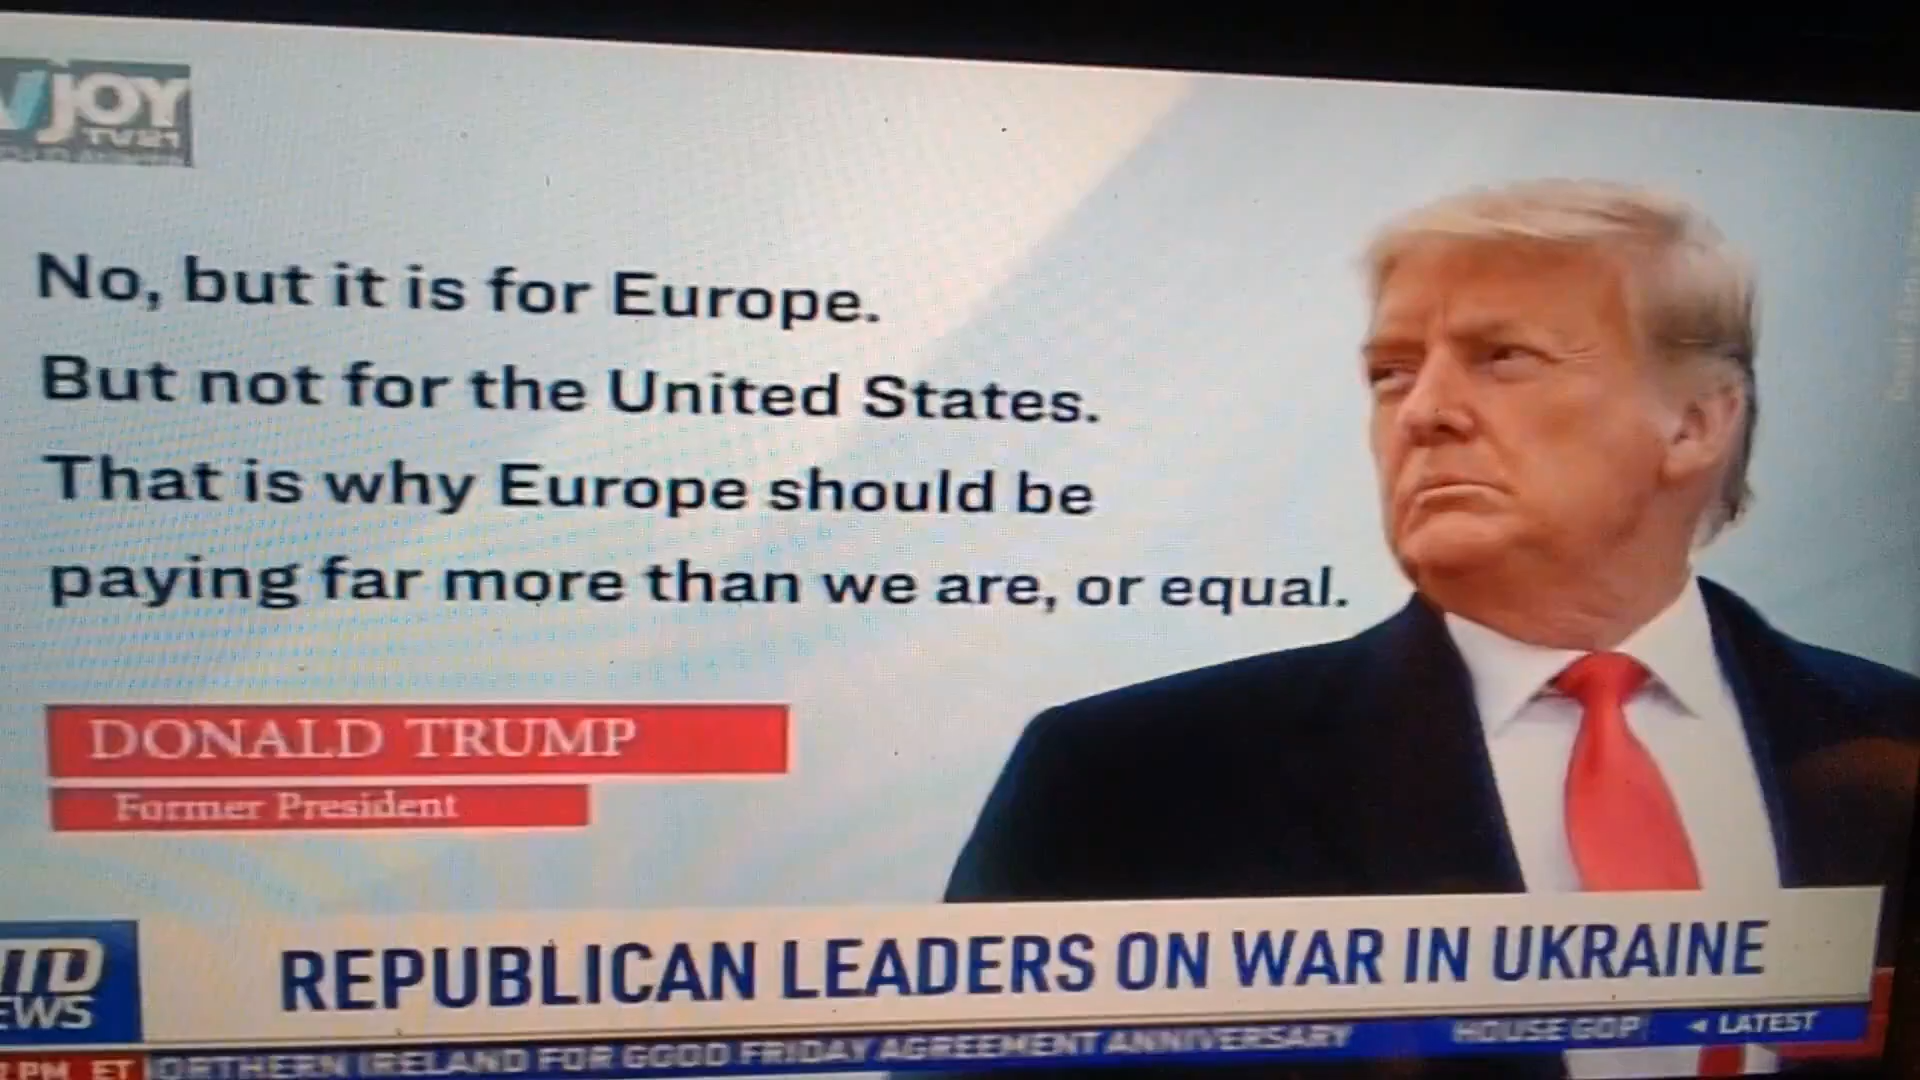 JOY
TV21
No, but it is for Europe.
But not for the United States.
That is why Europe should be
paying far more than we are, or equal.
DONALD TRUMP
Former President
REPUBLICAN LEADERS ON WAR IN UKRAINE
HOUSE GOP ◂ LATEST
PM ET ORTHERN IRELAND FOR GOOD FRIDAY AGREEMENT ANNIVERSARY